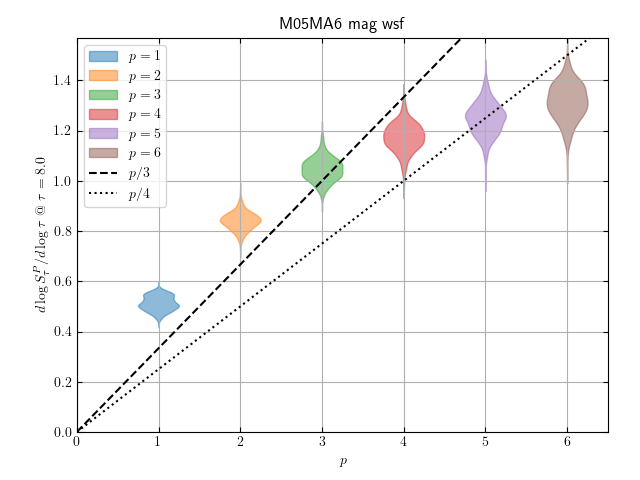 M05MA6 mag wsf
d log S_τ^P / d log τ @ τ = 8.0
1.4
1.2
1.0
0.8
0.6
0.4
0.2
0.0
p = 1
p = 2
p = 3
p = 4
p = 5
p = 6
p/3
p/4
0 1 2 3 4 5 6
p